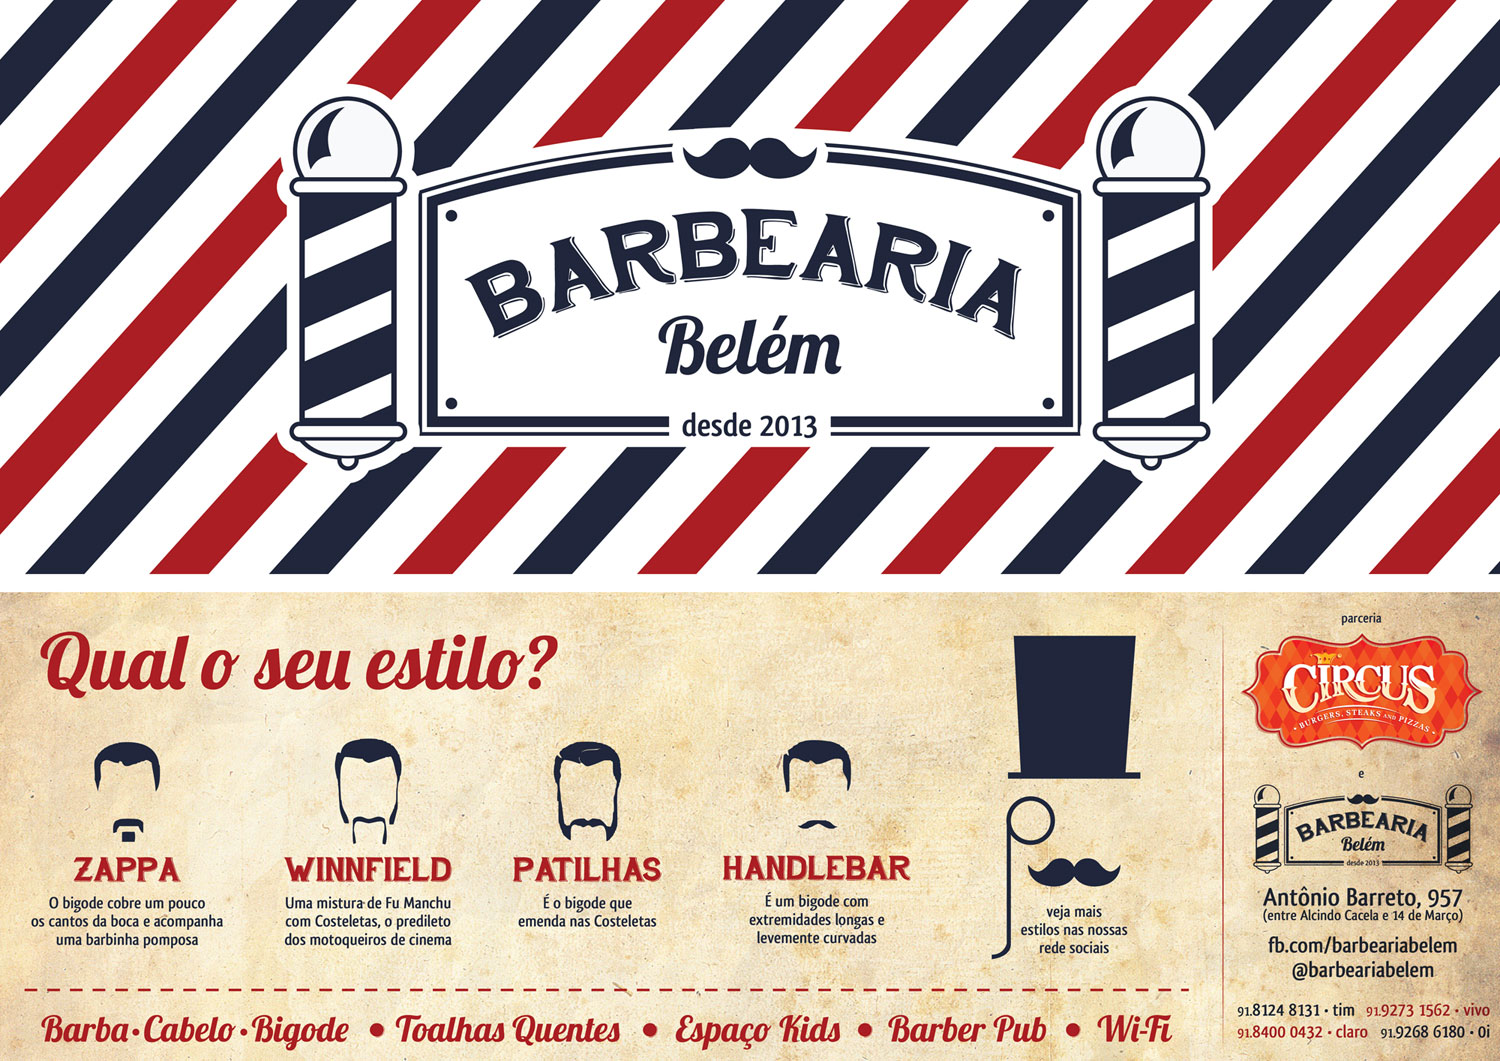 BARBEARIA
Belém
desde 2013
Qual o seu estilo?
ZAPPA
O bigode cobre um pouco
os cantos da boca e acompanha
uma barbinha pomposa
WINNFIELD
Uma mistura de Fu Manchu
com Costeletas, o predileto
dos motoqueiros de cinema
PATILHAS
É o bigode que
emenda nas Costeletas
HANDLEBAR
É um bigode com
extremidades longas e
levemente curvadas
veja mais
estilos nas nossas
rede sociais
parceria
CIRCUS
• BURGERS, STEAKS AND PIZZAS •
e
BARBEARIA
Belém
desde 2013
Antônio Barreto, 957
(entre Alcindo Cacela e 14 de Março)
fb.com/barbeariabelem
@barbeariabelem
91.8124 8131 • tim 91.9273 1562 • vivo
91.8400 0432 • claro 91.9268 6180 • 0i
Barba • Cabelo • Bigode • Toalhas Quentes • Espaço Kids • Barber Pub • Wi-Fi